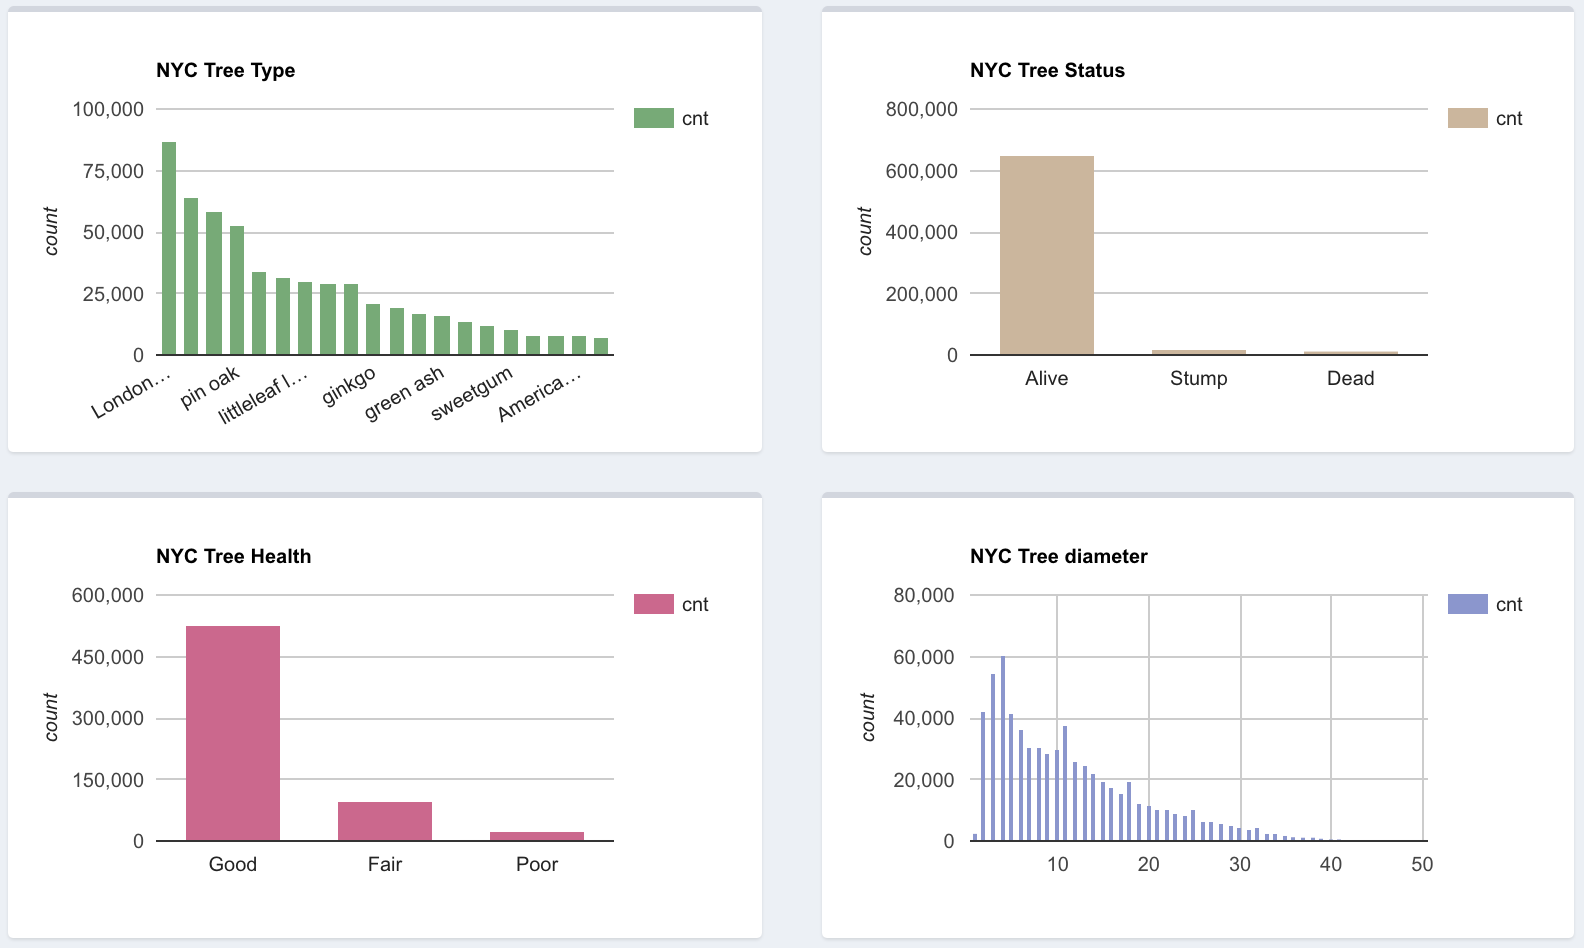 NYC Tree Type
100,000
75,000
50,000
25,000
0
count
cnt
London...
pin oak
littleleaf l...
ginkgo
green ash
sweetgum
America...
NYC Tree Status
800,000
600,000
400,000
200,000
0
count
cnt
Alive
Stump
Dead
NYC Tree Health
600,000
450,000
300,000
150,000
0
count
cnt
Good
Fair
Poor
NYC Tree diameter
80,000
60,000
40,000
20,000
0
count
cnt
10
20
30
40
50